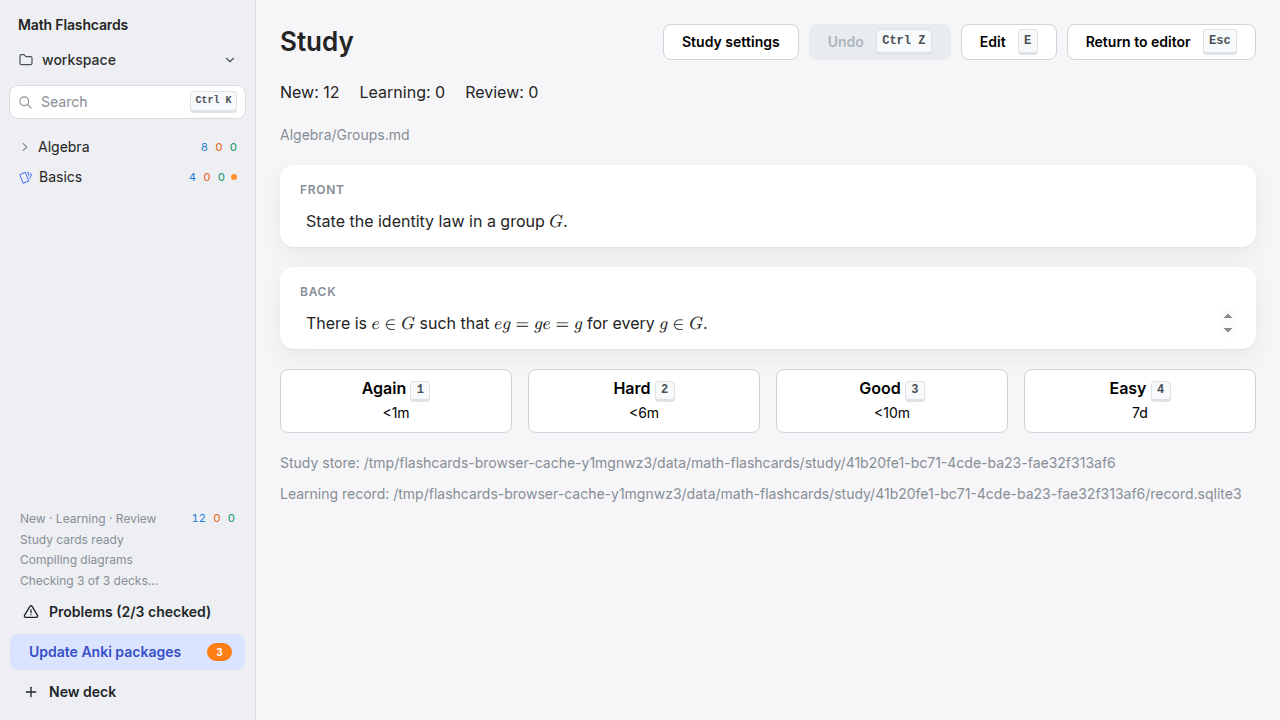 Math Flashcards
workspace
Search Ctrl K
Algebra 8 0 0
Basics 4 0 0
New · Learning · Review 12 0 0
Study cards ready
Compiling diagrams
Checking 3 of 3 decks...
Problems (2/3 checked)
Update Anki packages 3
New deck
Study
Study settings
Undo Ctrl Z
Edit E
Return to editor Esc
New: 12 Learning: 0 Review: 0
Algebra/Groups.md
FRONT
State the identity law in a group G.
BACK
There is e ∈ G such that eg = ge = g for every g ∈ G.
Again 1
<1m
Hard 2
<6m
Good 3
<10m
Easy 4
7d
Study store: /tmp/flashcards-browser-cache-y1mgnwz3/data/math-flashcards/study/41b20fe1-bc71-4cde-ba23-fae32f313af6
Learning record: /tmp/flashcards-browser-cache-y1mgnwz3/data/math-flashcards/study/41b20fe1-bc71-4cde-ba23-fae32f313af6/record.sqlite3